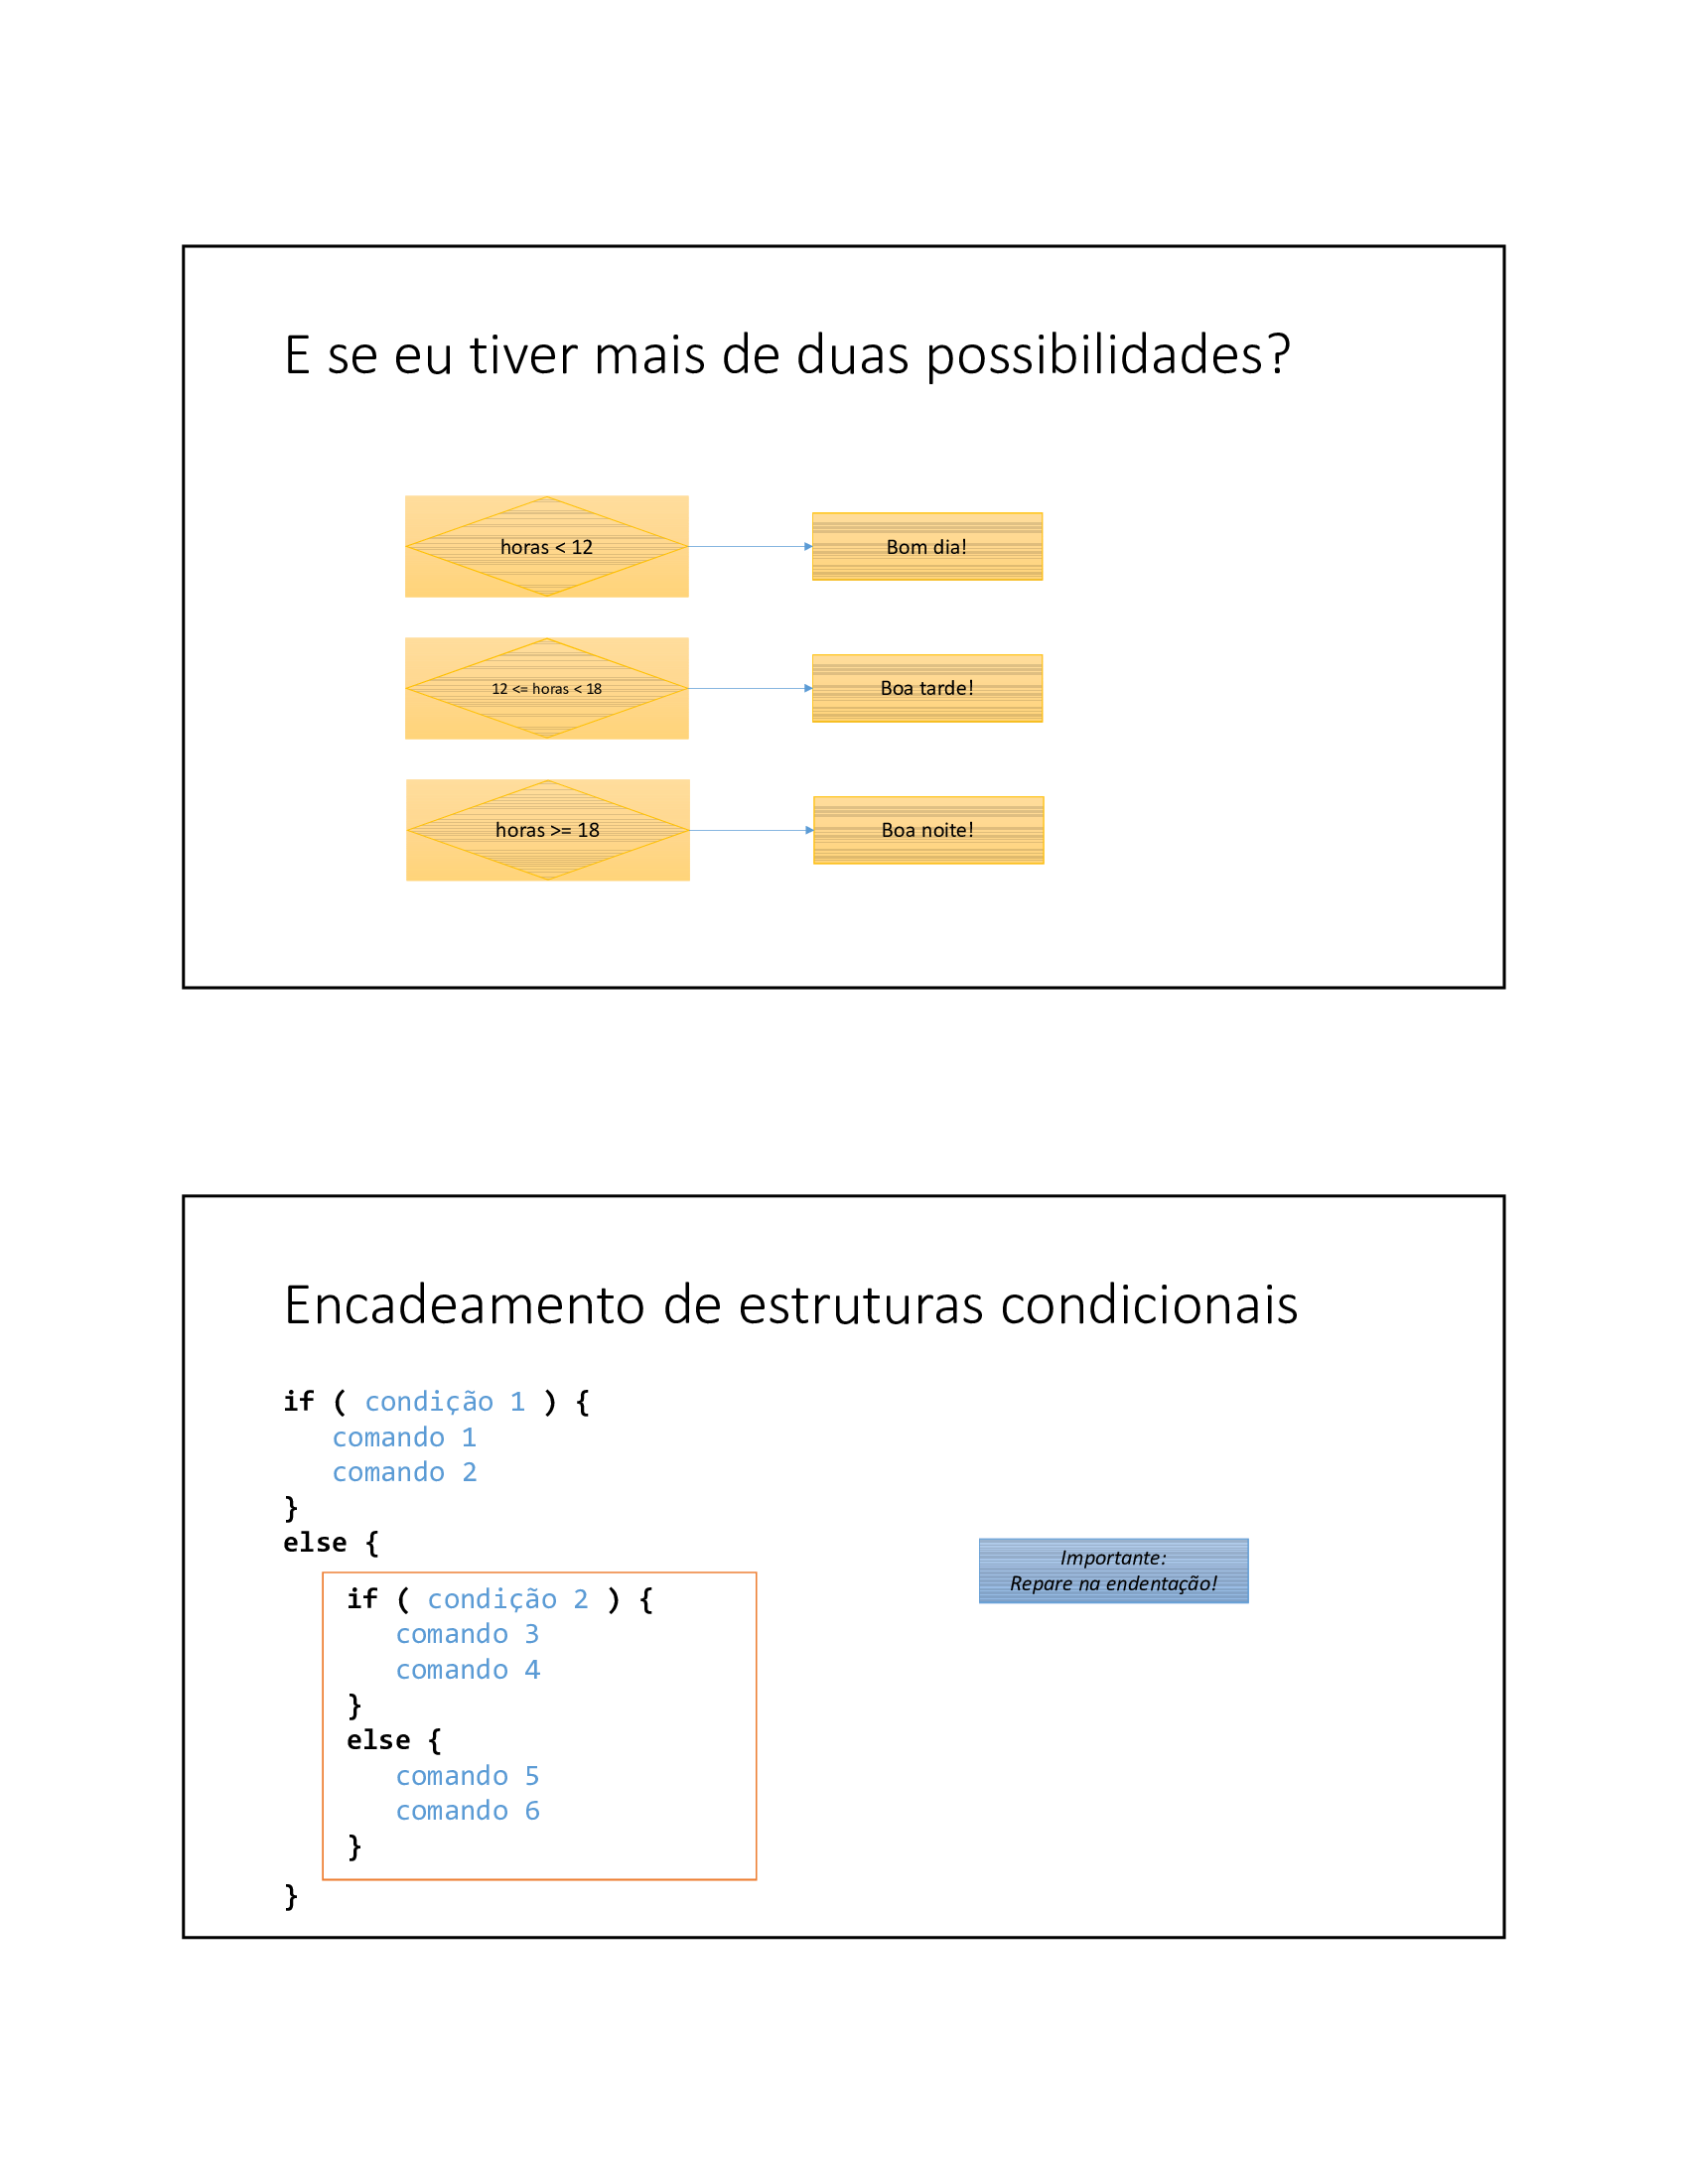 E se eu tiver mais de duas possibilidades?
horas < 12
Bom dia!
12 <= horas < 18
Boa tarde!
horas >= 18
Boa noite!
Encadeamento de estruturas condicionais
if ( condição 1 ) {
comando 1
comando 2
}
else {
if ( condição 2 ) {
comando 3
comando 4
}
else {
comando 5
comando 6
}
}
Importante:
Repare na endentação!